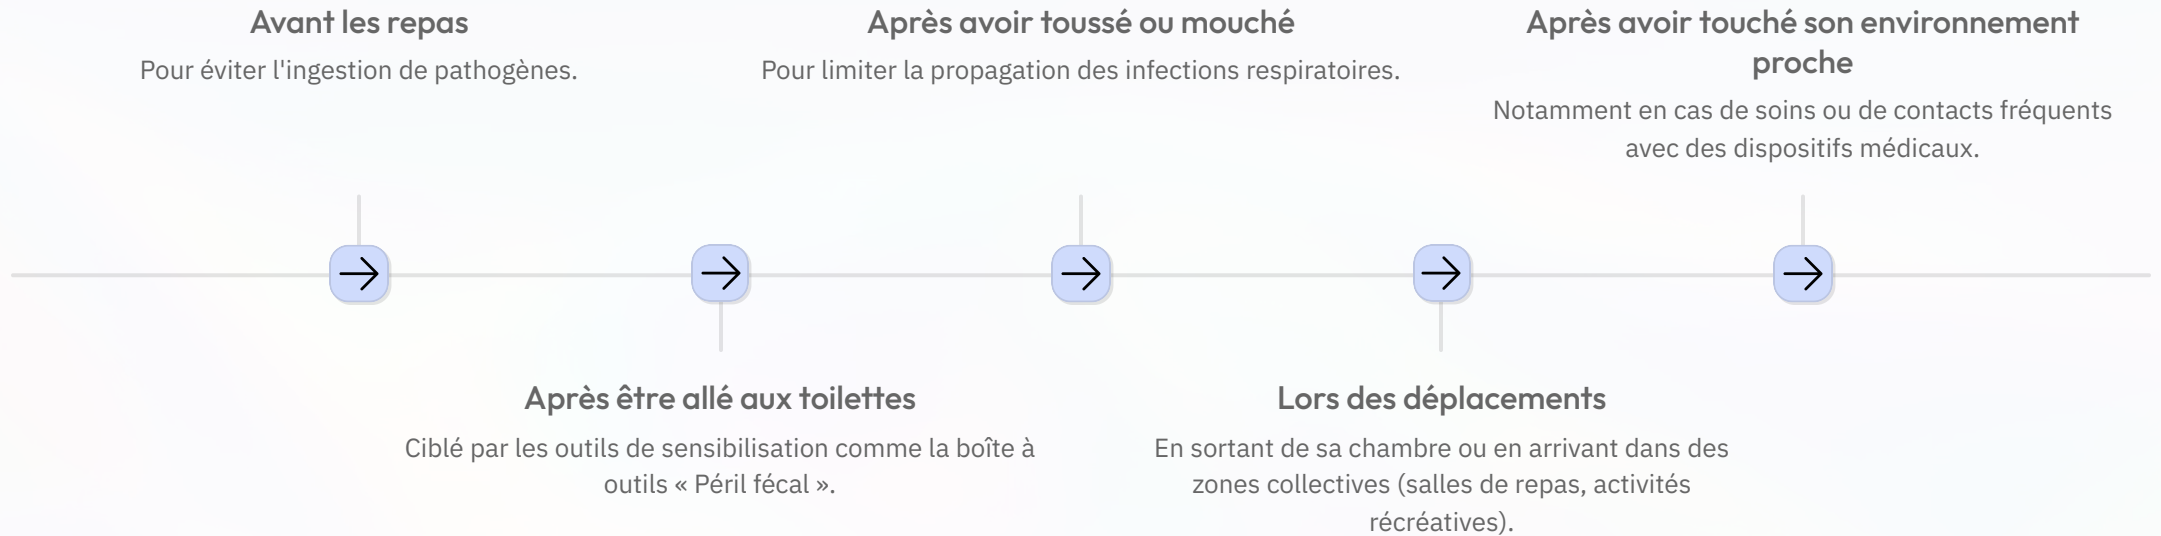 Avant les repas
Pour éviter l'ingestion de pathogènes.
Après avoir toussé ou mouché
Pour limiter la propagation des infections respiratoires.
Après avoir touché son environnement
proche
Notamment en cas de soins ou de contacts fréquents
avec des dispositifs médicaux.
Après être allé aux toilettes
Ciblé par les outils de sensibilisation comme la boîte à
outils « Péril fécal ».
Lors des déplacements
En sortant de sa chambre ou en arrivant dans des
zones collectives (salles de repas, activités
récréatives).